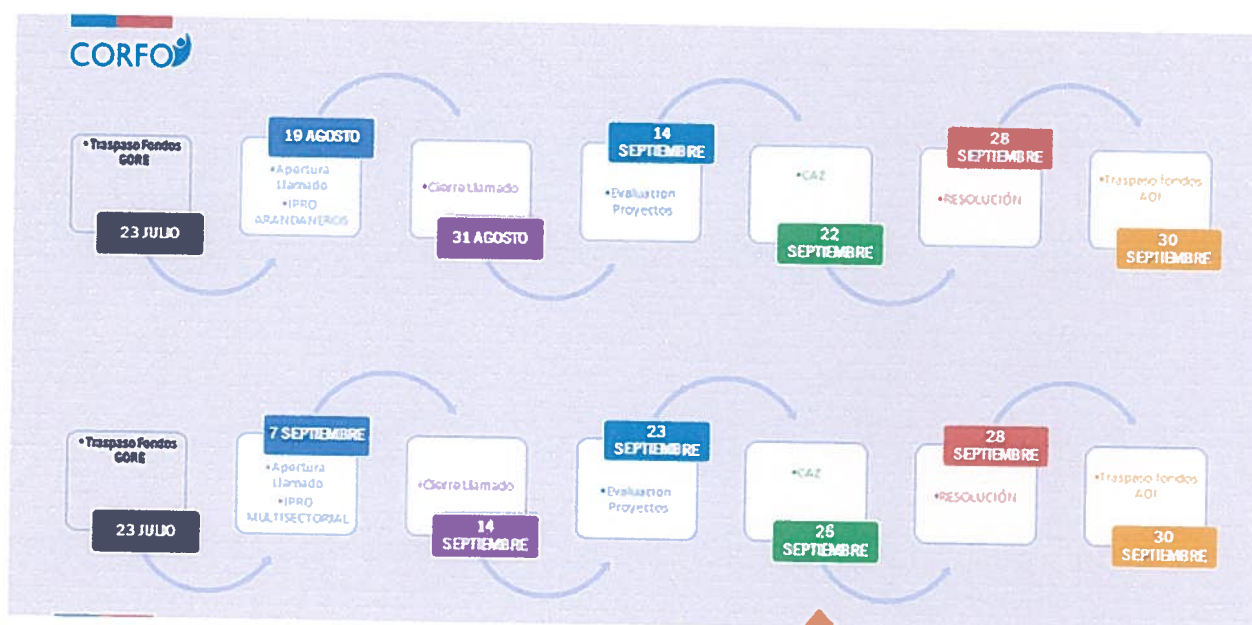 CORFO
• Traspaso Fondos
GORE
23 JULIO
19 AGOSTO
•Apertura
Llamado
•IPRO
ARANDANEROS
•Cierre Llamado
31 AGOSTO
14
SEPTIEMBRE
•Evaluacion
Proyectos
•CAZ
22
SEPTIEMBRE
28
SEPTIEMBRE
•RESOLUCIÓN
•Traspaso fondos
AOI
30
SEPTIEMBRE
• Traspaso Fondos
GORE
23 JULIO
7 SEPTIEMBRE
•Apertura
Llamado
•IPRO
MULTISECTORIAL
•Cierre Llamado
14
SEPTIEMBRE
23
SEPTIEMBRE
•Evaluacion
Proyectos
•CAZ
25
SEPTIEMBRE
28
SEPTIEMBRE
•RESOLUCIÓN
•Traspaso fondos
AOI
30
SEPTIEMBRE